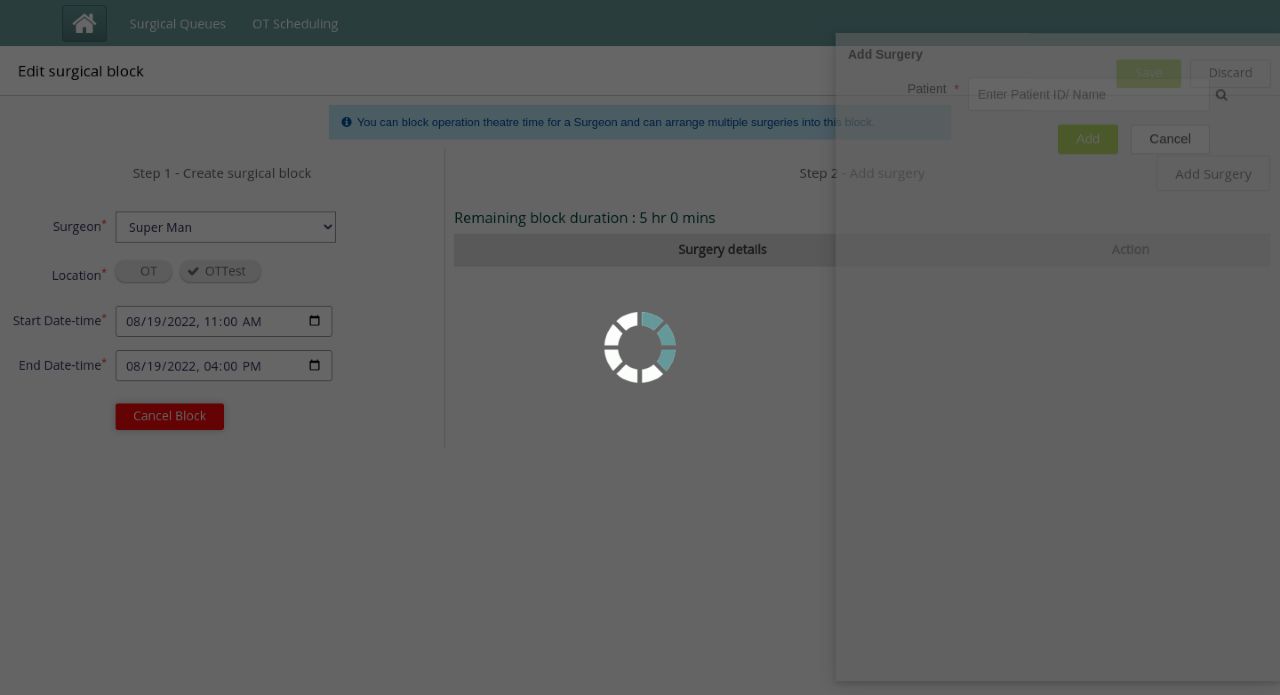 Surgical Queues OT Scheduling
Edit surgical block
Add Surgery
Save Discard
Patient * Enter Patient ID/ Name
You can block operation theatre time for a Surgeon and can arrange multiple surgeries into this block.
Add Cancel
Step 1 - Create surgical block
Step 2 - Add surgery
Add Surgery
Surgeon* Super Man
Remaining block duration : 5 hr 0 mins
Surgery details Action
Location* OT OTTest
Start Date-time* 08/19/2022, 11:00 AM
End Date-time* 08/19/2022, 04:00 PM
Cancel Block